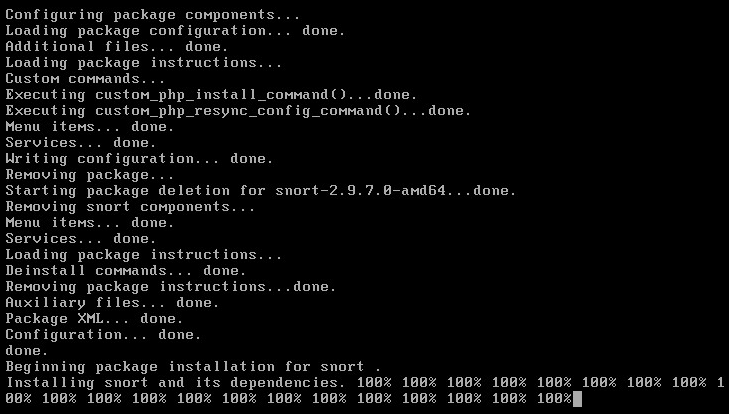 Configuring package components...
Loading package configuration... done.
Additional files... done.
Loading package instructions...
Custom commands...
Executing custom_php_install_command()...done.
Executing custom_php_resync_config_command()...done.
Menu items... done.
Services... done.
Writing configuration... done.
Removing package...
Starting package deletion for snort-2.9.7.0-amd64...done.
Removing snort components...
Menu items... done.
Services... done.
Loading package instructions...
Deinstall commands... done.
Removing package instructions...done.
Auxiliary files... done.
Package XML... done.
Configuration... done.
done.
Beginning package installation for snort .
Installing snort and its dependencies. 100% 100% 100% 100% 100% 100% 100% 100% 1
00% 100% 100% 100% 100% 100% 100% 100% 100% 100% 100% 100% 100%